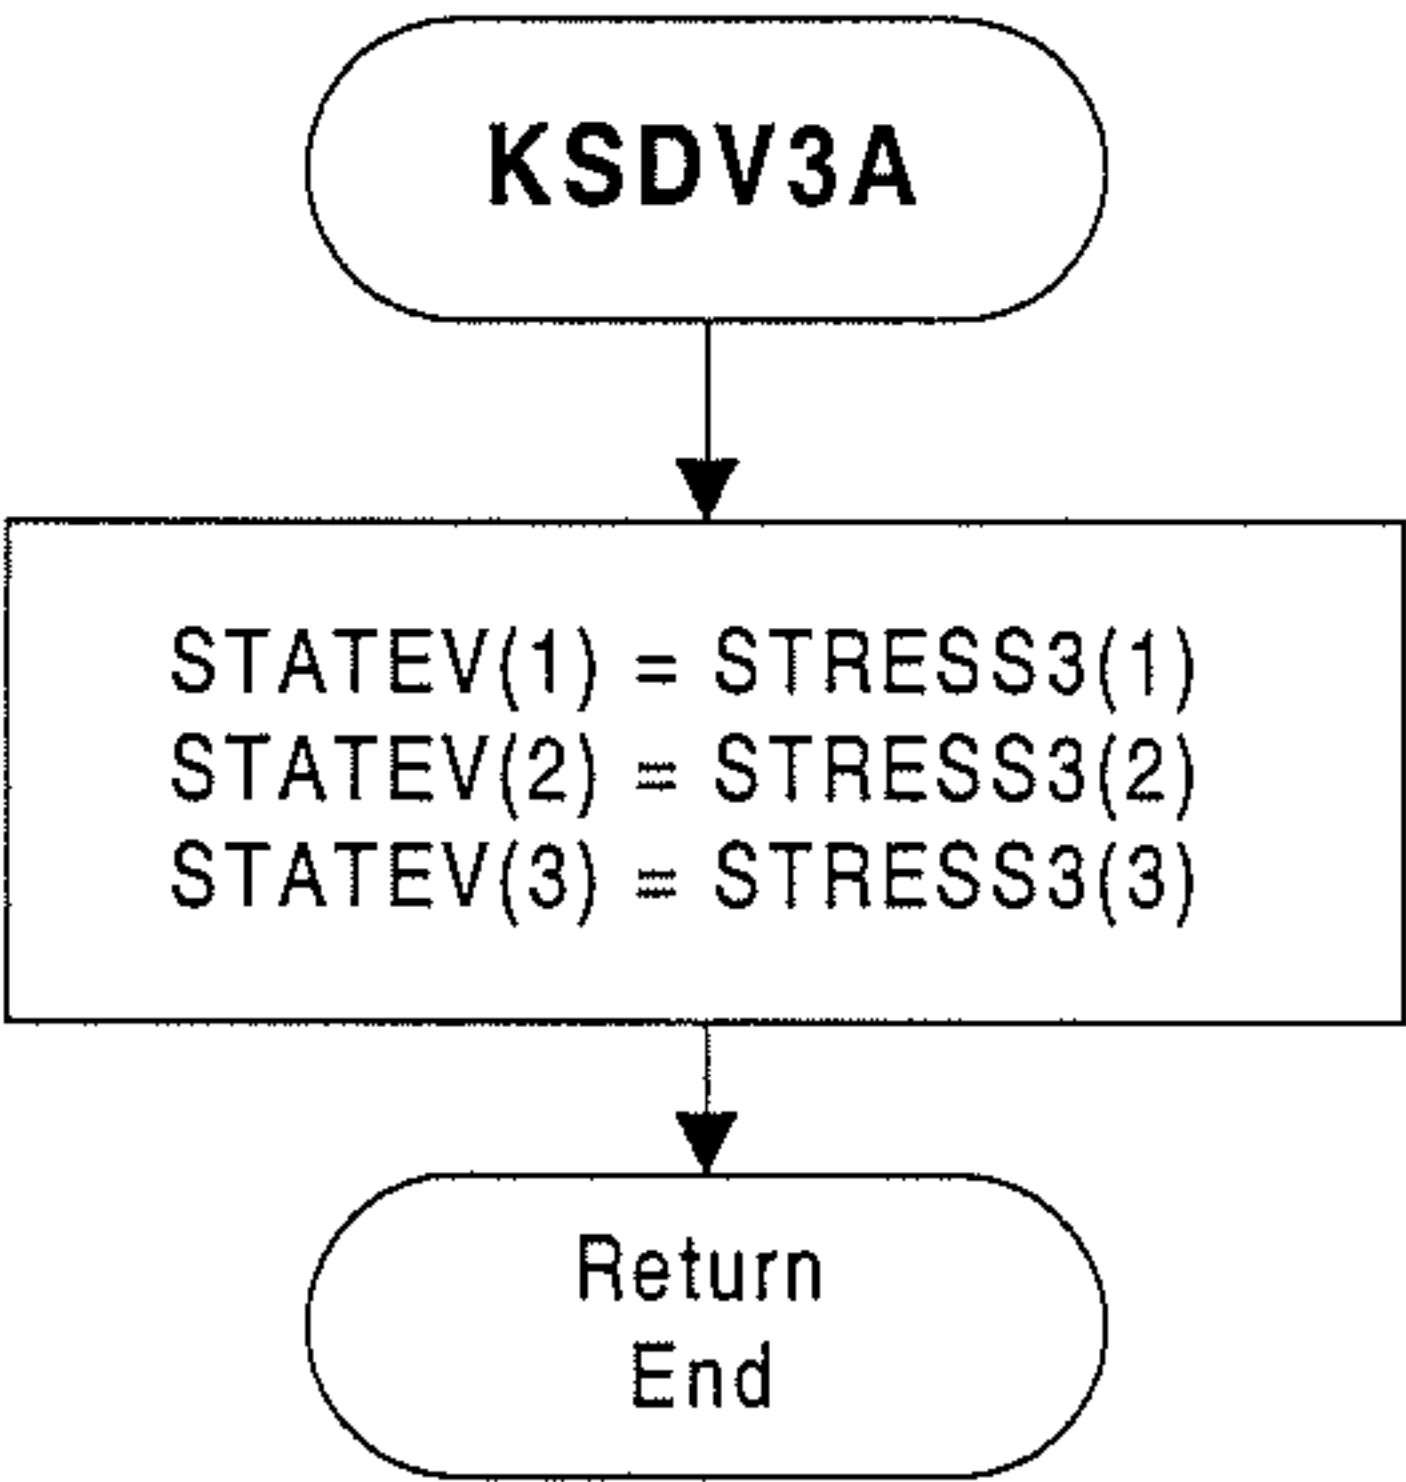 KSDV3A
STATEV(1) = STRESS3(1)
STATEV(2) = STRESS3(2)
STATEV(3) = STRESS3(3)
Return
End